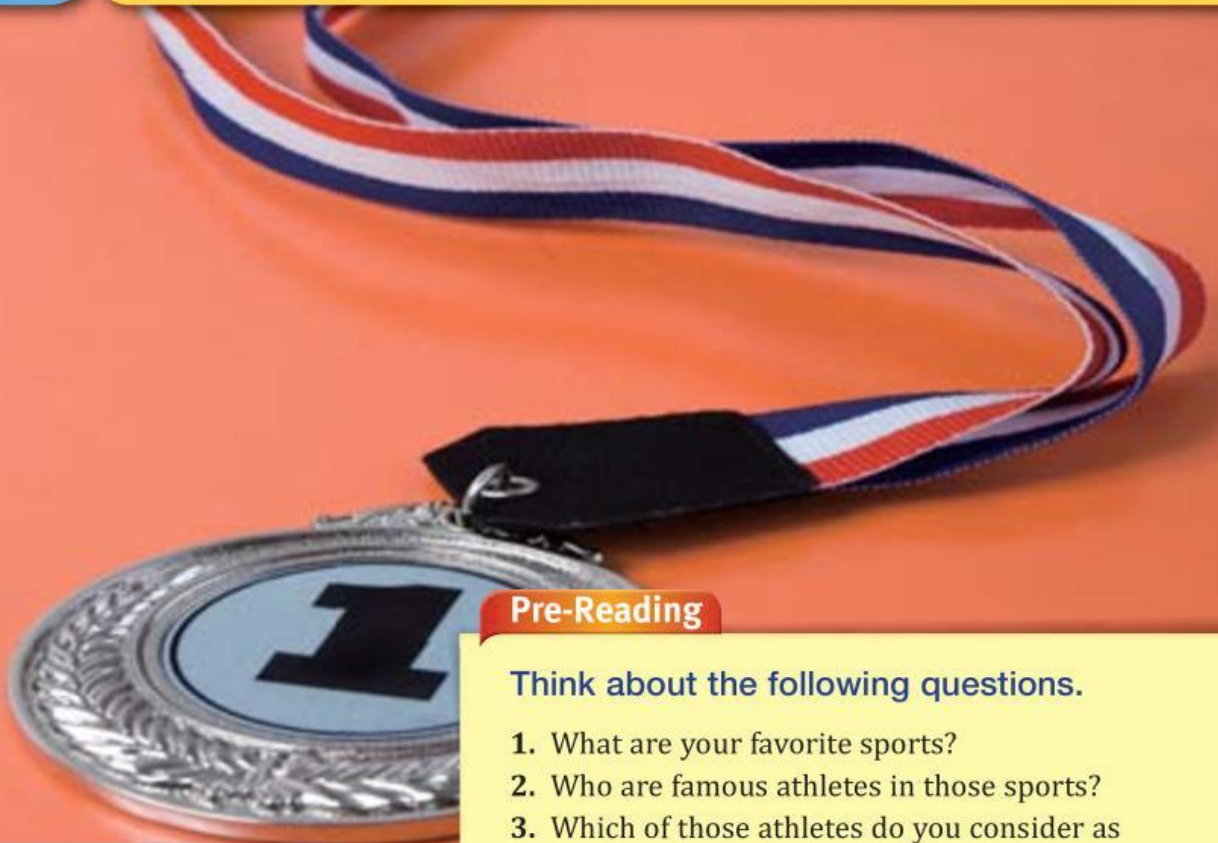 1
Pre-Reading
Think about the following questions.
1. What are your favorite sports?
2. Who are famous athletes in those sports?
3. Which of those athletes do you consider as